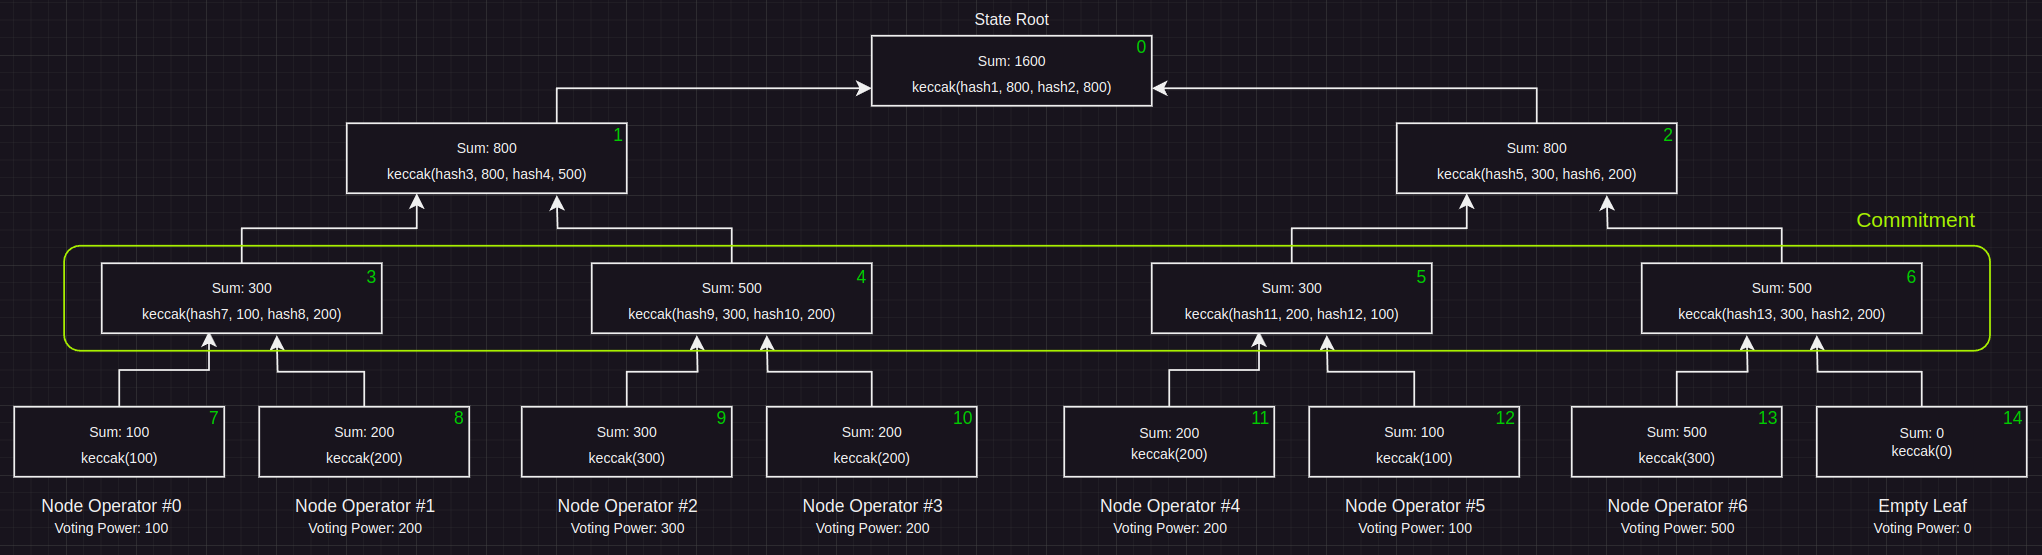 State Root
0
Sum: 1600
keccak(hash1, 800, hash2, 800)
1
Sum: 800
keccak(hash3, 800, hash4, 500)
2
Sum: 800
keccak(hash5, 300, hash6, 200)
Commitment
3
Sum: 300
keccak(hash7, 100, hash8, 200)
4
Sum: 500
keccak(hash9, 300, hash10, 200)
5
Sum: 300
keccak(hash11, 200, hash12, 100)
6
Sum: 500
keccak(hash13, 300, hash2, 200)
7
Sum: 100
keccak(100)
Node Operator #0
Voting Power: 100
8
Sum: 200
keccak(200)
Node Operator #1
Voting Power: 200
9
Sum: 300
keccak(300)
Node Operator #2
Voting Power: 300
10
Sum: 200
keccak(200)
Node Operator #3
Voting Power: 200
11
Sum: 200
keccak(200)
Node Operator #4
Voting Power: 200
12
Sum: 100
keccak(100)
Node Operator #5
Voting Power: 100
13
Sum: 500
keccak(300)
Node Operator #6
Voting Power: 500
14
Sum: 0
keccak(0)
Empty Leaf
Voting Power: 0